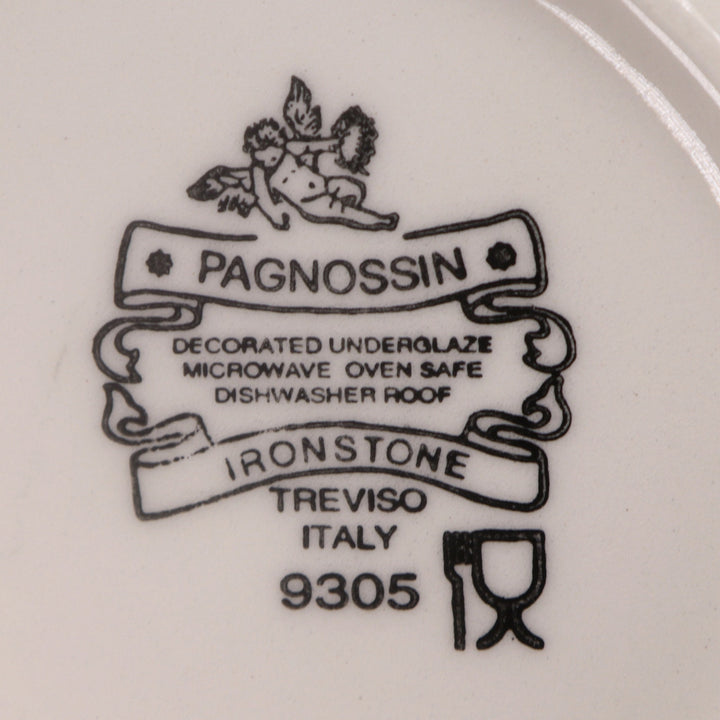 PAGNOSSIN
DECORATED UNDERGLAZE
MICROWAVE OVEN SAFE
DISHWASHER ROOF
IRONSTONE
TREVISO
ITALY
9305